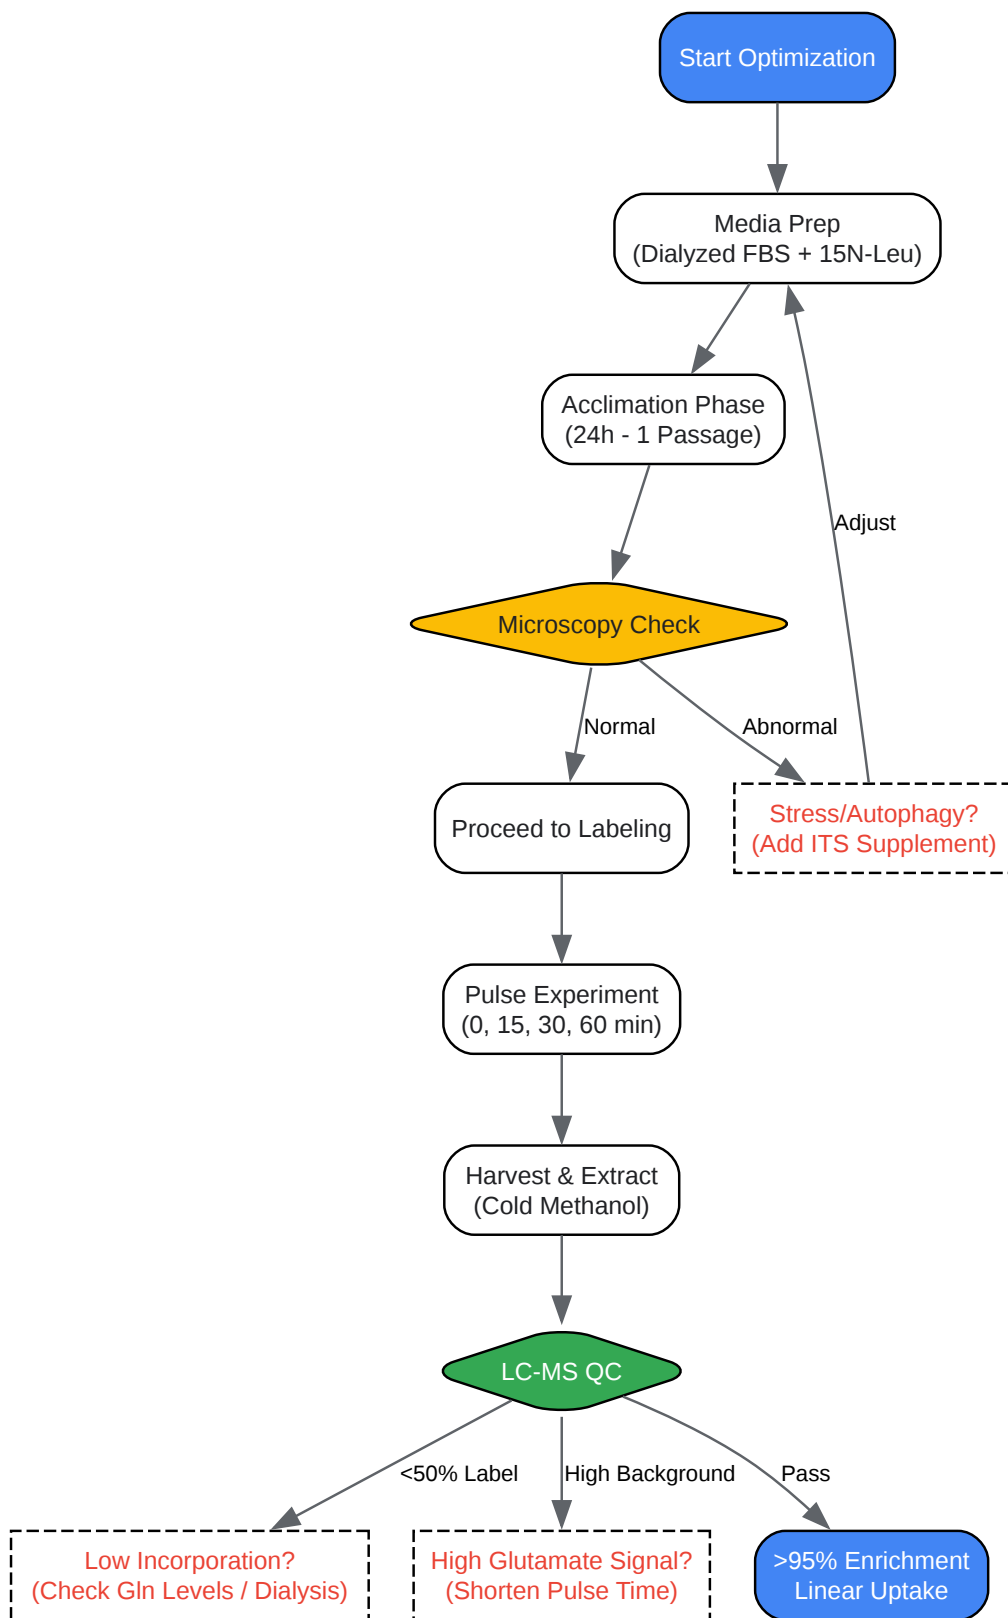 Start Optimization
Media Prep
(Dialyzed FBS + 15N-Leu)
Acclimation Phase
(24h - 1 Passage)
Adjust
Microscopy Check
Normal
Abnormal
Proceed to Labeling
Stress/Autophagy?
(Add ITS Supplement)
Pulse Experiment
(0, 15, 30, 60 min)
Harvest & Extract
(Cold Methanol)
LC-MS QC
<50% Label
High Background
Pass
Low Incorporation?
(Check Gln Levels / Dialysis)
High Glutamate Signal?
(Shorten Pulse Time)
>95% Enrichment
Linear Uptake